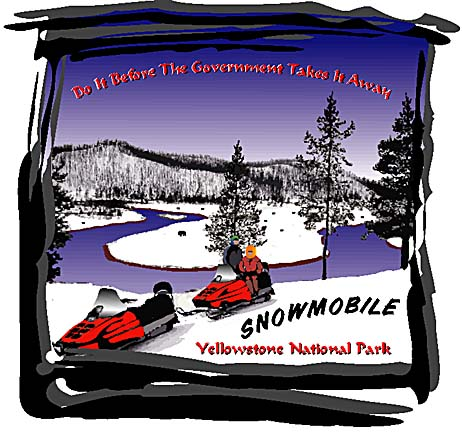 Do It Before The Government Takes It Away
SNOWMOBILE
Yellowstone National Park